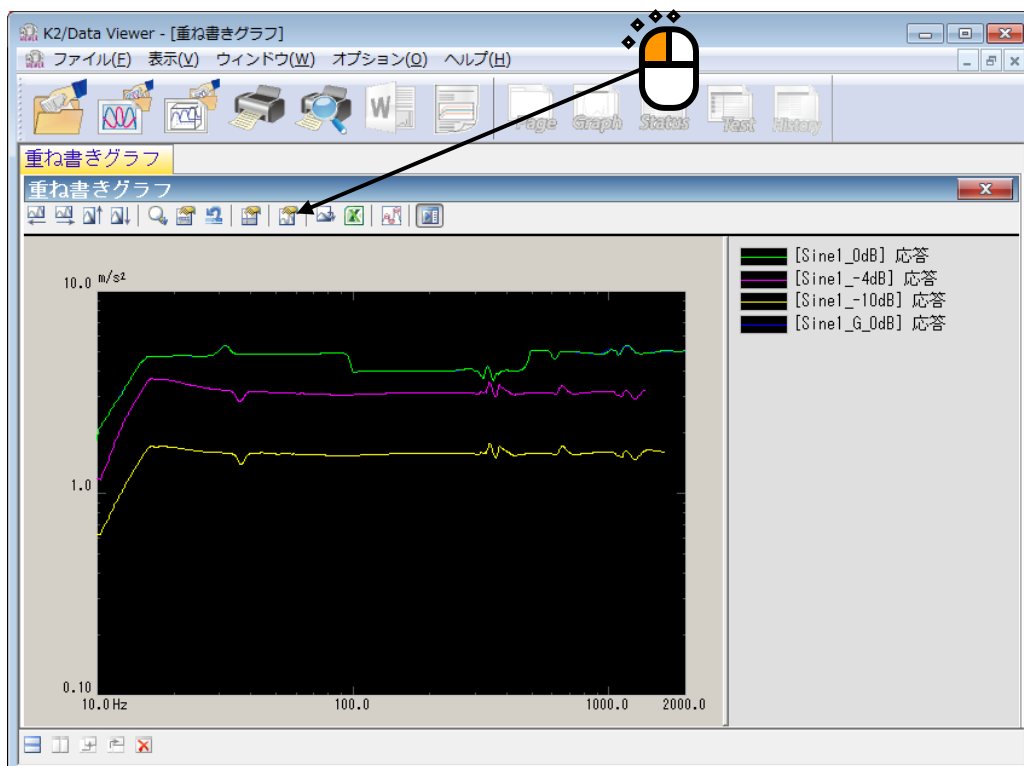 K2/Data Viewer - [重ね書きグラフ]
ファイル(F) 表示(V) ウィンドウ(W) オプション(O) ヘルプ(H)
W Page Graph Status Test History
重ね書きグラフ
重ね書きグラフ
10.0 m/s²
1.0
0.10
10.0 Hz 100.0 1000.0 2000.0
[Sine1_0dB] 応答
[Sine1_-4dB] 応答
[Sine1_-10dB] 応答
[Sine1_G_0dB] 応答